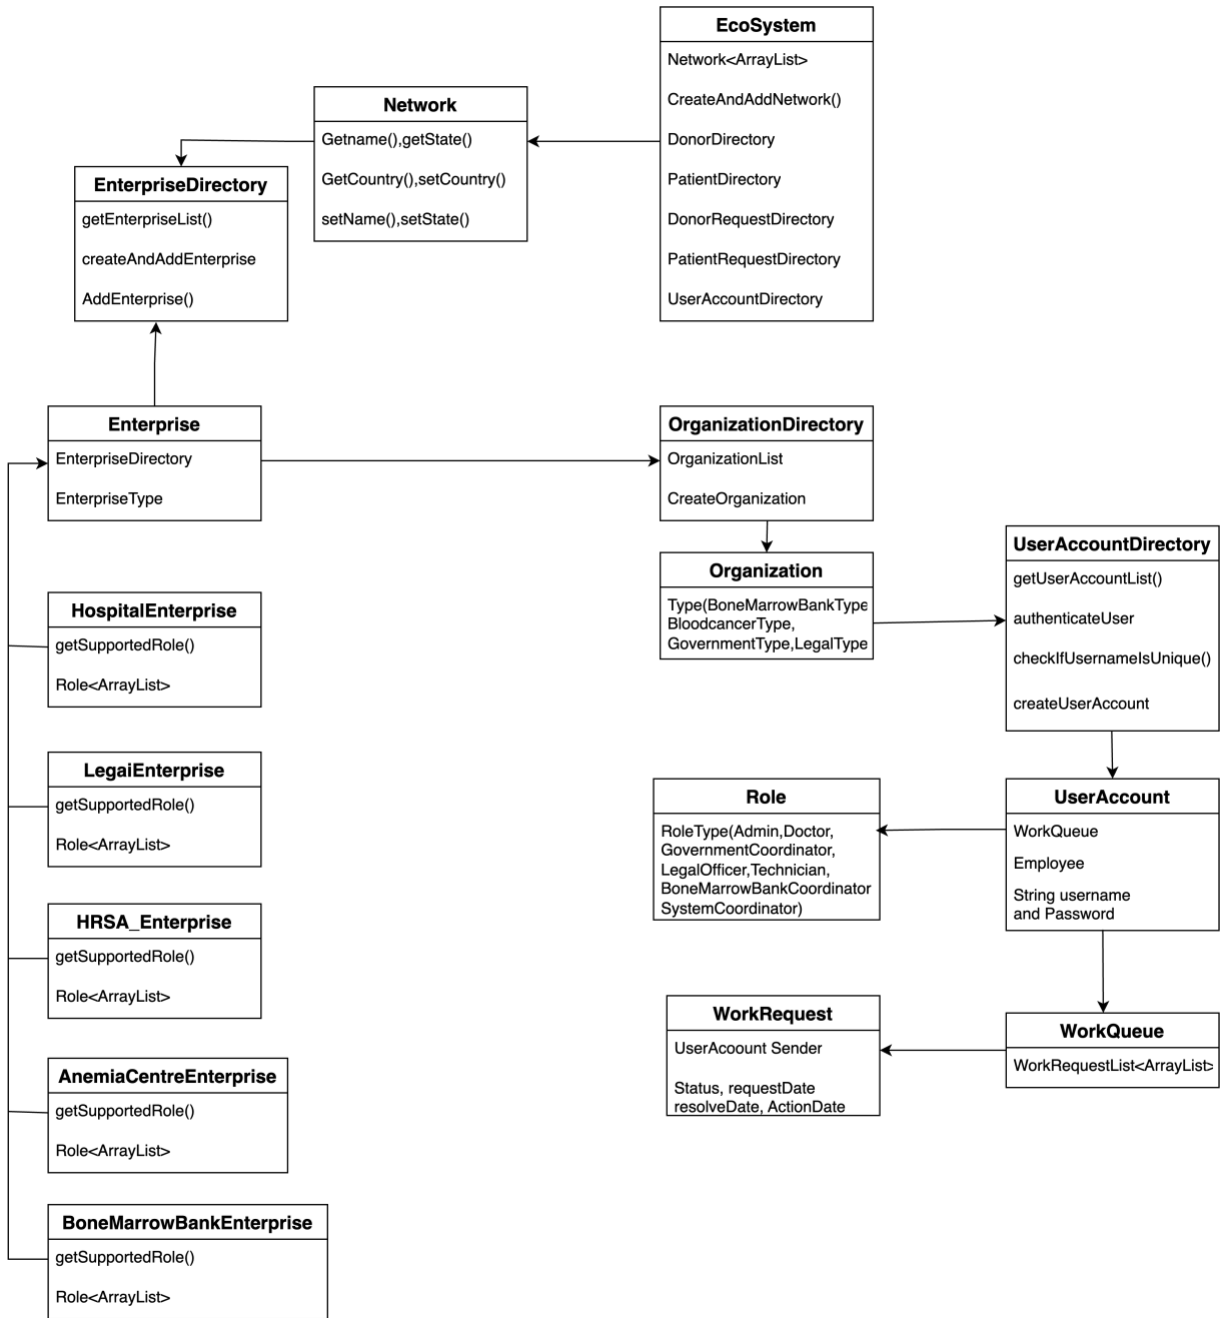 EcoSystem
Network<ArrayList>
CreateAndAddNetwork()
DonorDirectory
PatientDirectory
DonorRequestDirectory
PatientRequestDirectory
UserAccountDirectory
Network
Getname(),getState()
GetCountry(),setCountry()
setName(),setState()
EnterpriseDirectory
getEnterpriseList()
createAndAddEnterprise
AddEnterprise()
Enterprise
EnterpriseDirectory
EnterpriseType
OrganizationDirectory
OrganizationList
CreateOrganization
Organization
Type(BoneMarrowBankType
BloodcancerType,
GovernmentType,LegalType
UserAccountDirectory
getUserAccountList()
authenticateUser
checkIfUsernameIsUnique()
createUserAccount
HospitalEnterprise
getSupportedRole()
Role<ArrayList>
LegaiEnterprise
getSupportedRole()
Role<ArrayList>
Role
RoleType(Admin,Doctor,
GovernmentCoordinator,
LegalOfficer,Technician,
BoneMarrowBankCoordinator
SystemCoordinator)
UserAccount
WorkQueue
Employee
String username
and Password
HRSA_Enterprise
getSupportedRole()
Role<ArrayList>
WorkRequest
UserAcoount Sender
Status, requestDate
resolveDate, ActionDate
WorkQueue
WorkRequestList<ArrayList>
AnemiaCentreEnterprise
getSupportedRole()
Role<ArrayList>
BoneMarrowBankEnterprise
getSupportedRole()
Role<ArrayList>